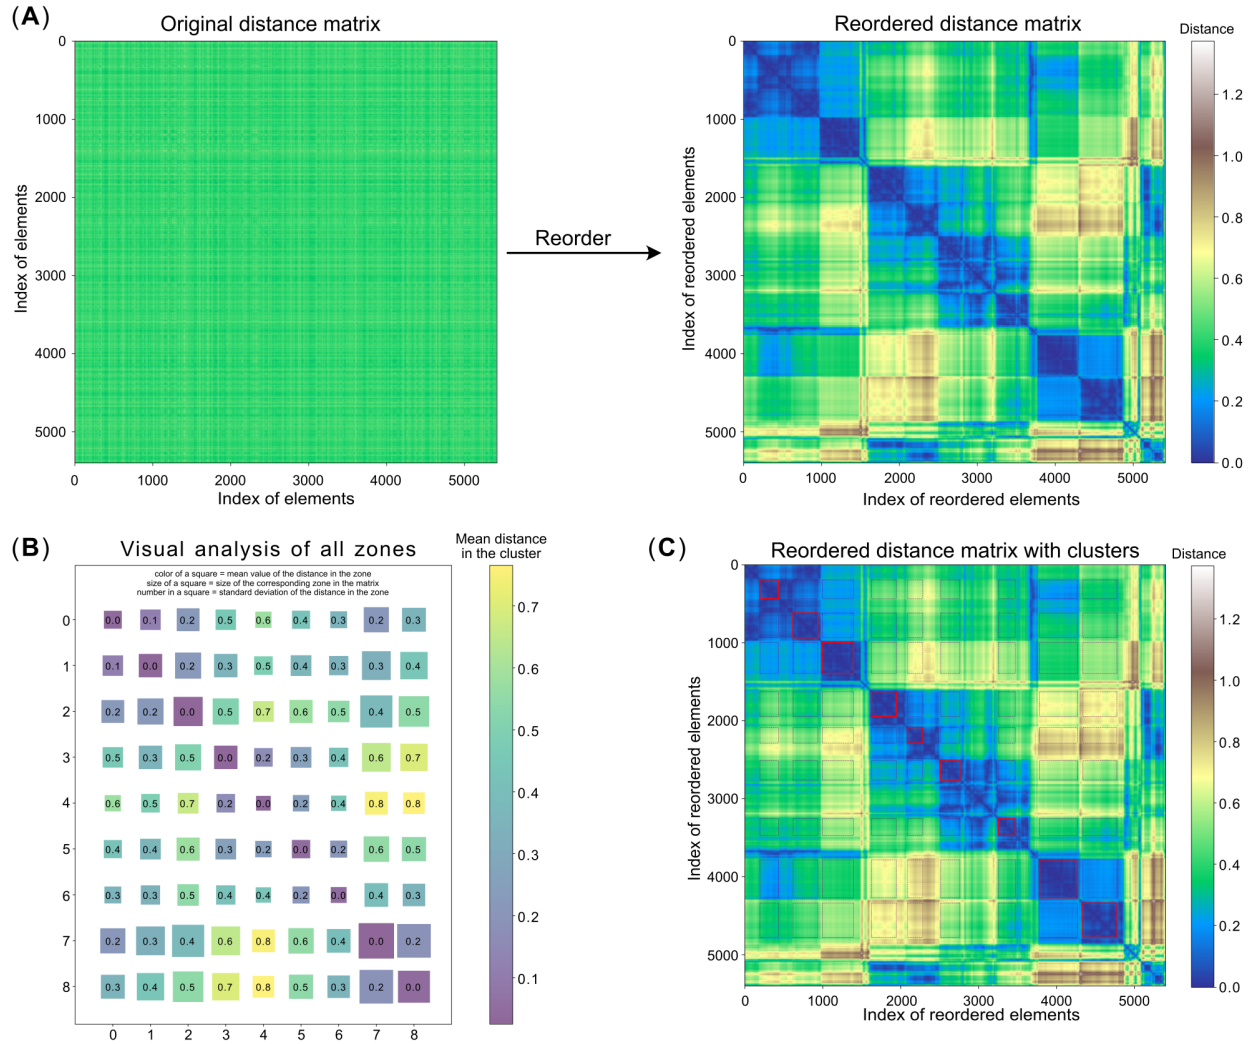 (A)
Original distance matrix
0
1000
2000
3000
4000
5000
Index of elements
0 1000 2000 3000 4000 5000
Index of elements
Reorder
Reordered distance matrix
0
1000
2000
3000
4000
5000
Index of reordered elements
0 1000 2000 3000 4000 5000
Index of reordered elements
Distance
1.2
1.0
0.8
0.6
0.4
0.2
0.0
(B)
Visual analysis of all zones
color of a square = mean value of the distance in the zone
size of a square = size of the corresponding zone in the matrix
number in a square = standard deviation of the distance in the zone
0 0.0 0.1 0.2 0.5 0.6 0.4 0.3 0.2 0.3
1 0.1 0.0 0.2 0.3 0.5 0.4 0.3 0.3 0.4
2 0.2 0.2 0.0 0.5 0.7 0.6 0.5 0.4 0.5
3 0.5 0.3 0.5 0.0 0.2 0.3 0.4 0.6 0.7
4 0.6 0.5 0.7 0.2 0.0 0.2 0.4 0.8 0.8
5 0.4 0.4 0.6 0.3 0.2 0.0 0.2 0.6 0.5
6 0.3 0.3 0.5 0.4 0.4 0.2 0.0 0.4 0.3
7 0.2 0.3 0.4 0.6 0.8 0.6 0.4 0.0 0.2
8 0.3 0.4 0.5 0.7 0.8 0.5 0.3 0.2 0.0
0 1 2 3 4 5 6 7 8
Mean distance
in the cluster
0.7
0.6
0.5
0.4
0.3
0.2
0.1
(C)
Reordered distance matrix with clusters
0
1000
2000
3000
4000
5000
Index of reordered elements
0 1000 2000 3000 4000 5000
Index of reordered elements
Distance
1.2
1.0
0.8
0.6
0.4
0.2
0.0